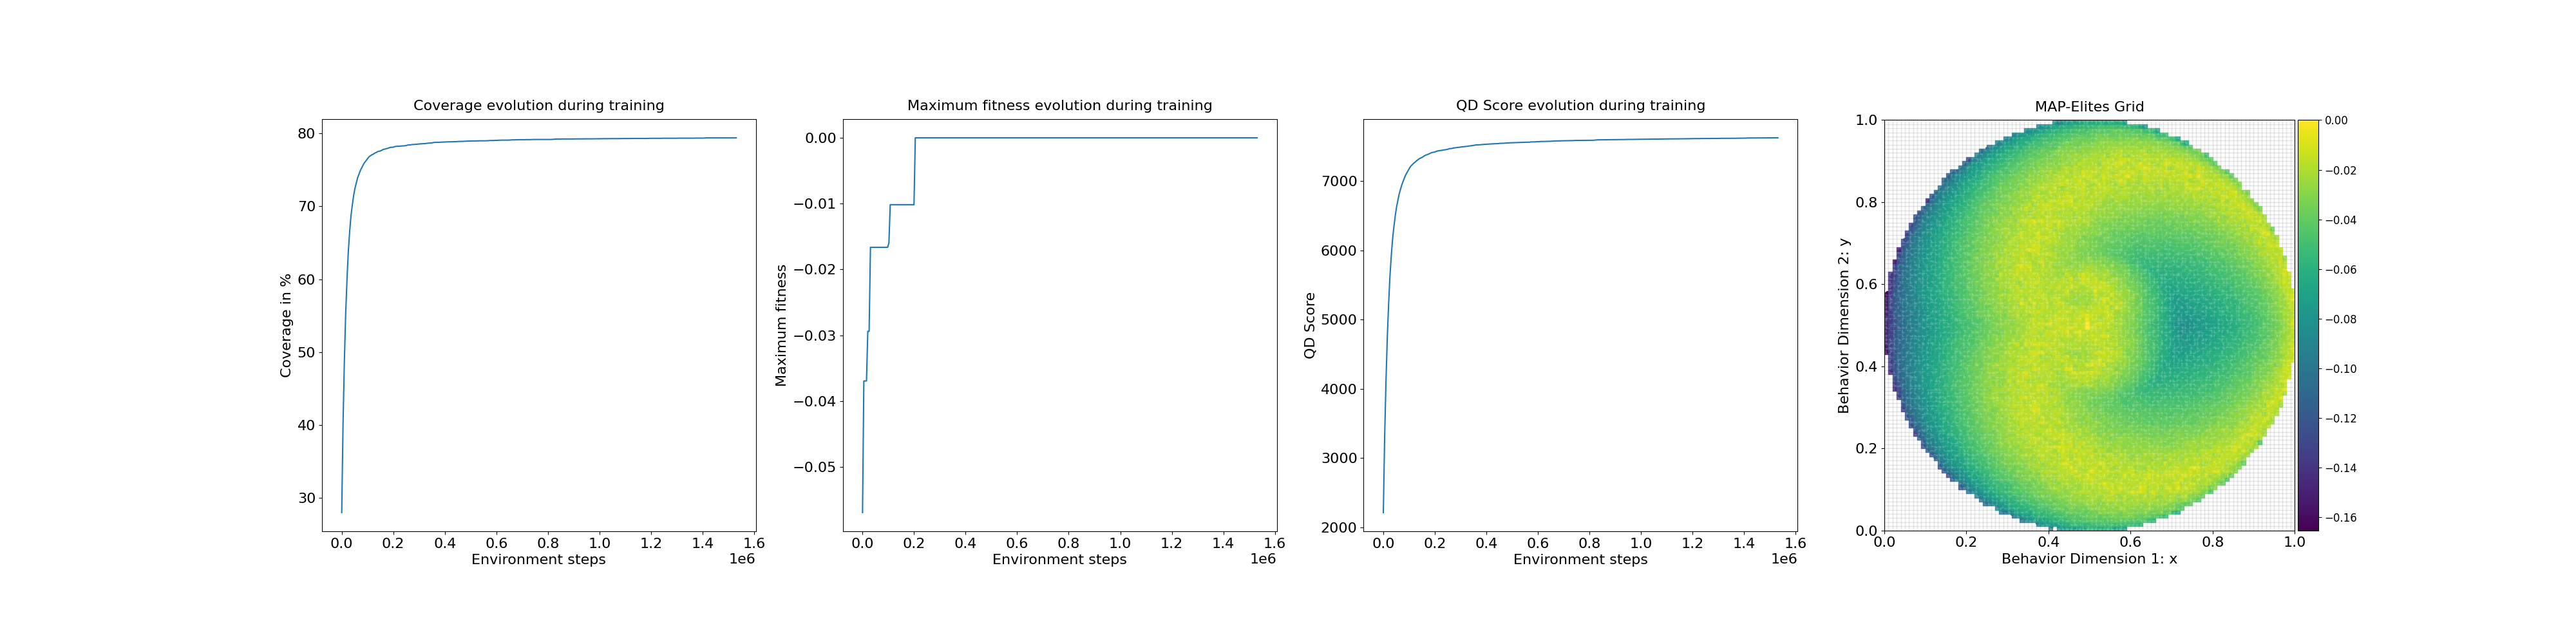 Coverage evolution during training
80
70
60
50
40
30
Coverage in %
0.0 0.2 0.4 0.6 0.8 1.0 1.2 1.4 1.6
1e6
Environment steps
Maximum fitness evolution during training
0.00
−0.01
−0.02
−0.03
−0.04
−0.05
Maximum fitness
0.0 0.2 0.4 0.6 0.8 1.0 1.2 1.4 1.6
1e6
Environment steps
QD Score evolution during training
7000
6000
5000
4000
3000
2000
QD Score
0.0 0.2 0.4 0.6 0.8 1.0 1.2 1.4 1.6
1e6
Environment steps
MAP-Elites Grid
1.0
0.8
0.6
0.4
0.2
0.0
Behavior Dimension 2: y
0.0 0.2 0.4 0.6 0.8 1.0
Behavior Dimension 1: x
0.00
−0.02
−0.04
−0.06
−0.08
−0.10
−0.12
−0.14
−0.16